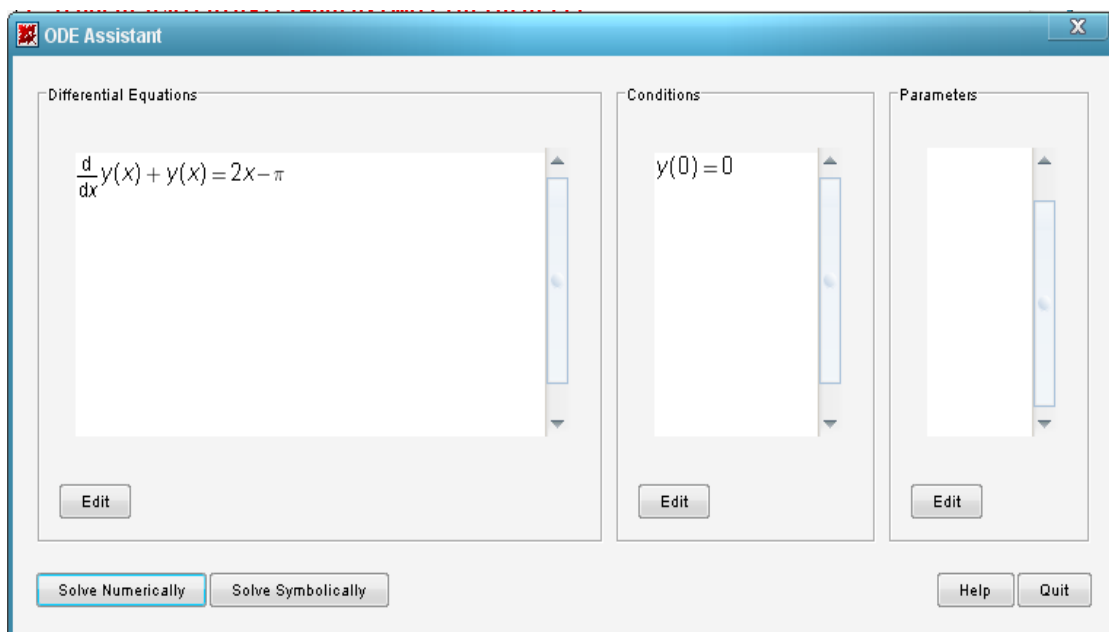 ODE Assistant
X
Differential Equations
d/dx y(x) + y(x) = 2x − π
Edit
Conditions
y(0) = 0
Edit
Parameters
Edit
Solve Numerically
Solve Symbolically
Help
Quit